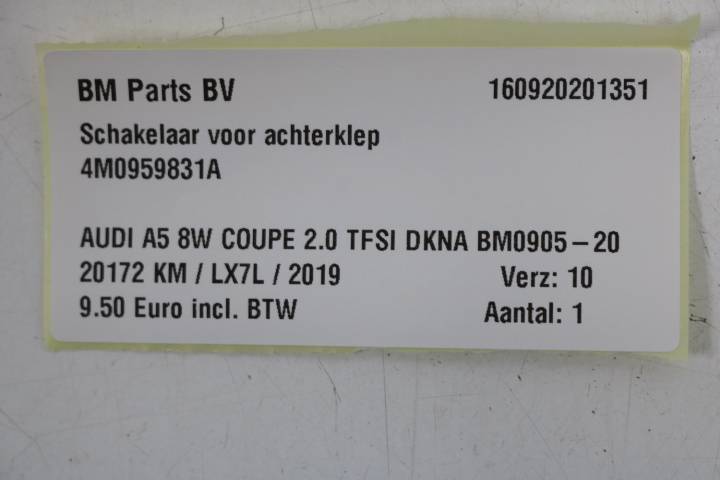 BM Parts BV 160920201351
Schakelaar voor achterklep
4M0959831A
AUDI A5 8W COUPE 2.0 TFSI DKNA BM0905-20
20172 KM / LX7L / 2019 Verz: 10
9.50 Euro incl. BTW Aantal: 1